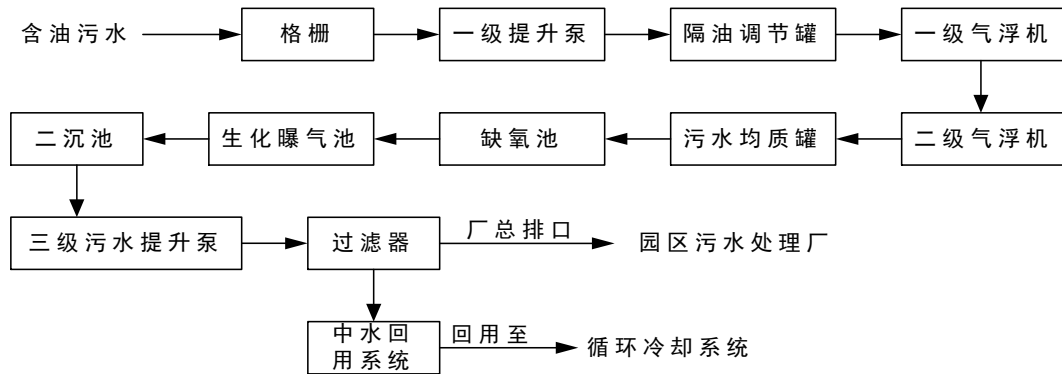 含油污水
格栅
一级提升泵
隔油调节罐
一级气浮机
二沉池
生化曝气池
缺氧池
污水均质罐
二级气浮机
三级污水提升泵
过滤器
厂总排口
园区污水处理厂
中水回
用系统
回用至
循环冷却系统